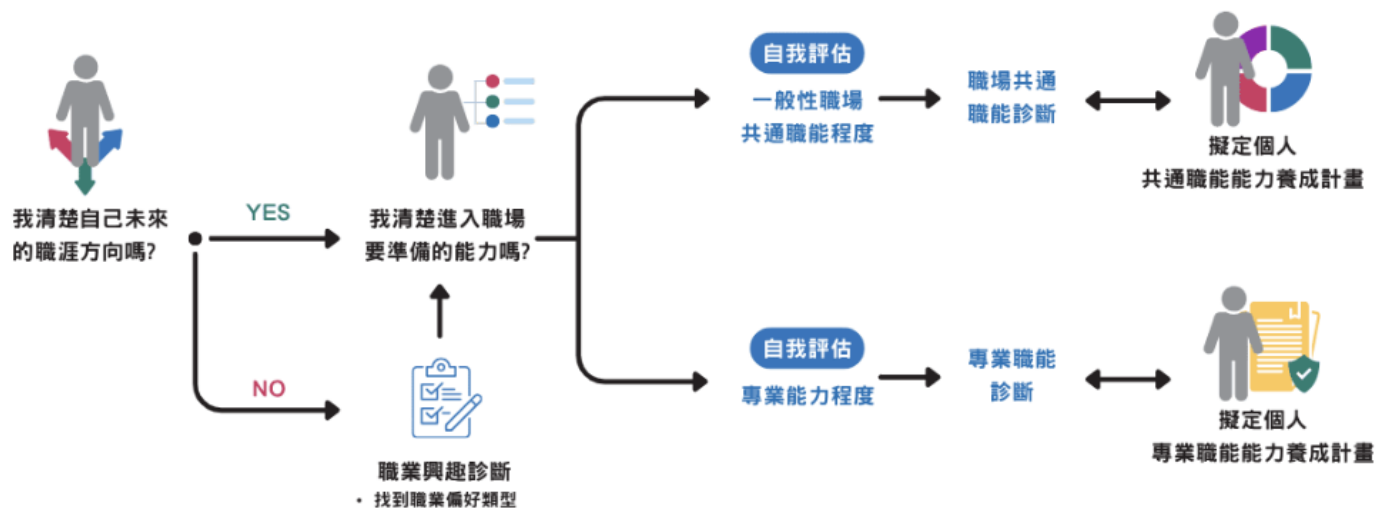 我清楚自己未來
的職涯方向嗎?
YES
NO
我清楚進入職場
要準備的能力嗎?
職業興趣診斷
• 找到職業偏好類型
自我評估
一般性職場
共通職能程度
職場共通
職能診斷
擬定個人
共通職能能力養成計畫
自我評估
專業能力程度
專業職能
診斷
擬定個人
專業職能能力養成計畫